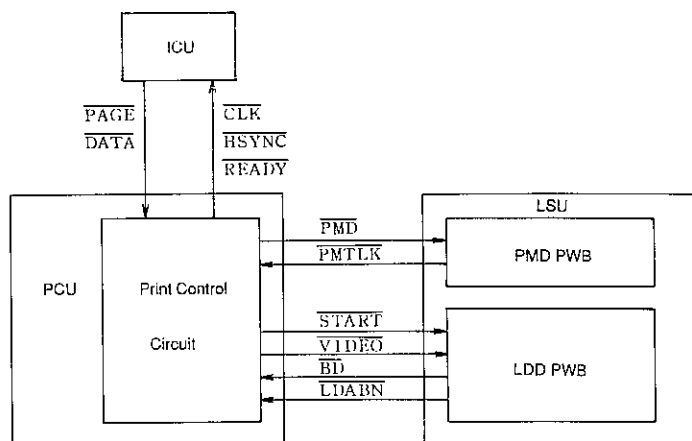 ICU
PAGE
DATA
CLK
HSYNC
READY
PCU
Print Control
Circuit
LSU
PMD
PMTLK
PMD PWB
START
VIDEO
BD
LDABN
LDD PWB